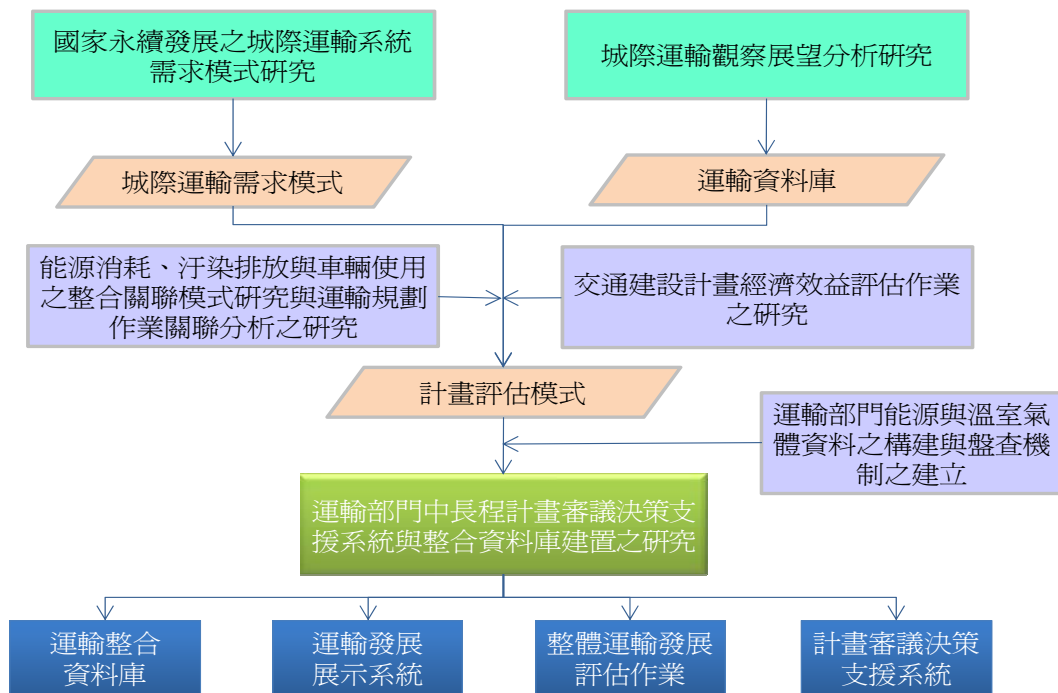 國家永續發展之城際運輸系統
需求模式研究
城際運輸觀察展望分析研究
城際運輸需求模式
運輸資料庫
能源消耗、汙染排放與車輛使用
之整合關聯模式研究與運輸規劃
作業關聯分析之研究
交通建設計畫經濟效益評估作業
之研究
計畫評估模式
運輸部門能源與溫室氣
體資料之構建與盤查機
制之建立
運輸部門中長程計畫審議決策支
援系統與整合資料庫建置之研究
運輸整合
資料庫
運輸發展
展示系統
整體運輸發展
評估作業
計畫審議決策
支援系統